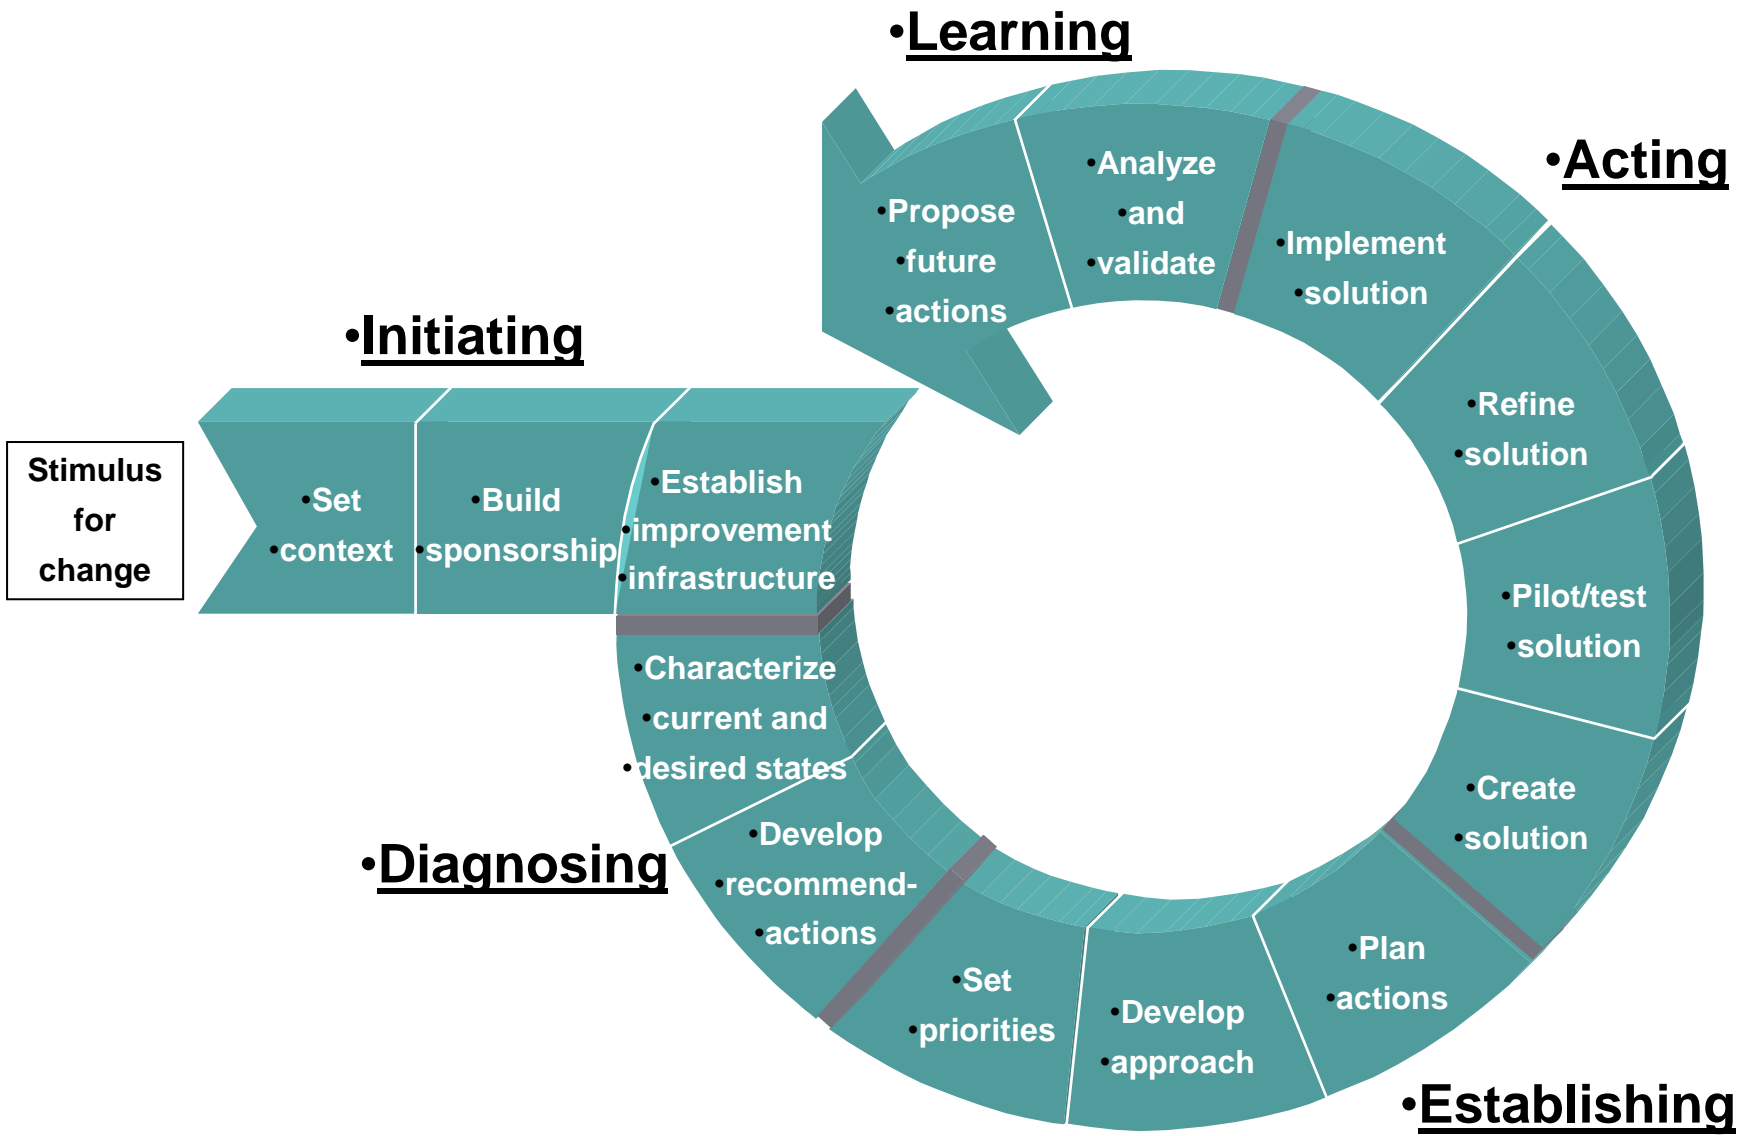 •Learning
•Acting
•Initiating
Stimulus
for
change
•Set
•context
•Build
•sponsorship
•Establish
•improvement
•infrastructure
•Characterize
•current and
•desired states
•Diagnosing
•Develop
•recommend-
•actions
•Set
•priorities
•Develop
•approach
•Plan
•actions
•Establishing
•Create
•solution
•Pilot/test
•solution
•Refine
•solution
•Implement
•solution
•Analyze
•and
•validate
•Propose
•future
•actions